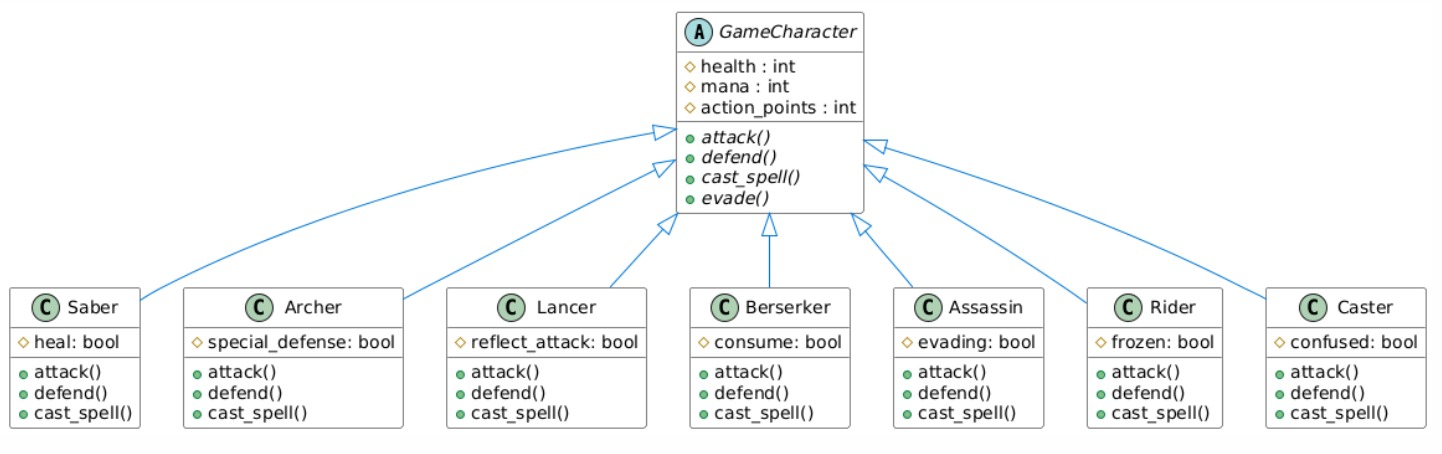 A GameCharacter
health : int
mana : int
action_points : int
attack()
defend()
cast_spell()
evade()
C Saber
heal: bool
attack()
defend()
cast_spell()
C Archer
special_defense: bool
attack()
defend()
cast_spell()
C Lancer
reflect_attack: bool
attack()
defend()
cast_spell()
C Berserker
consume: bool
attack()
defend()
cast_spell()
C Assassin
evading: bool
attack()
defend()
cast_spell()
C Rider
frozen: bool
attack()
defend()
cast_spell()
C Caster
confused: bool
attack()
defend()
cast_spell()